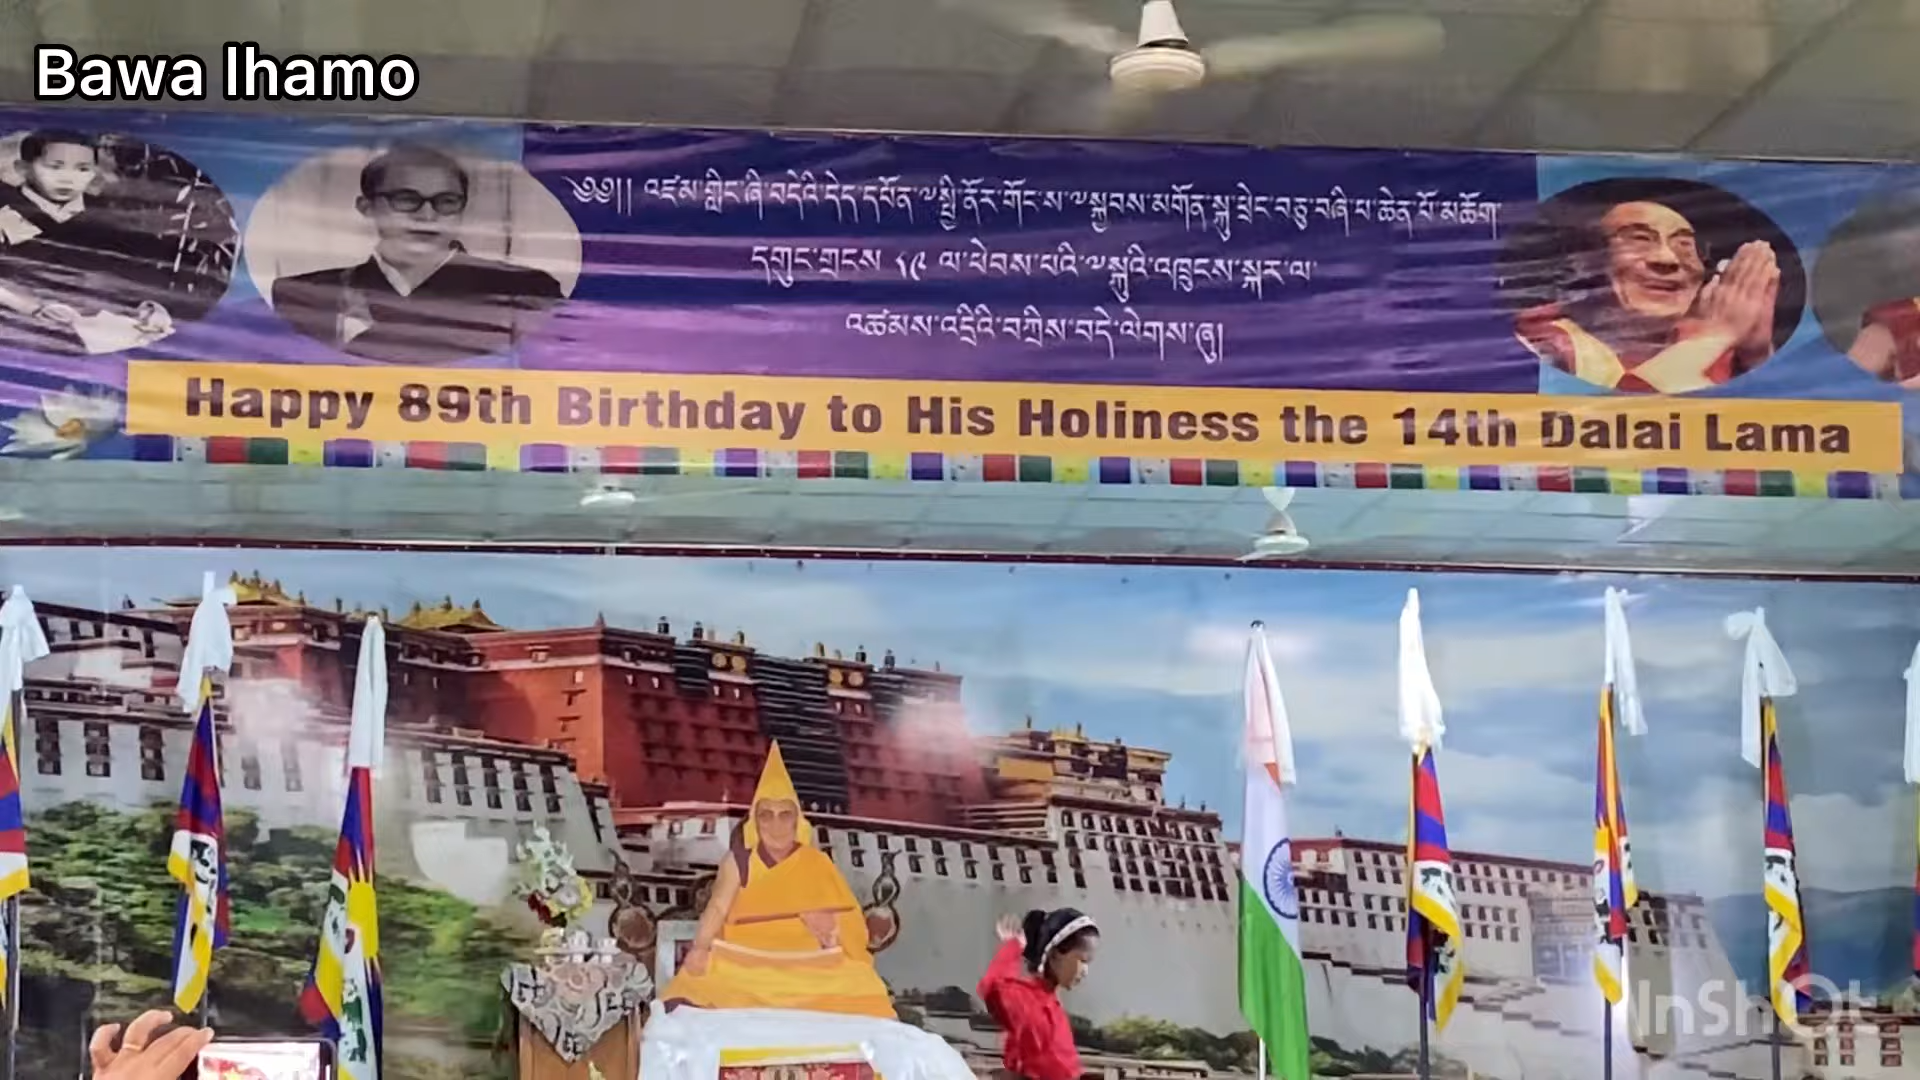 Bawa lhamo
༄༅།། འཛམ་གླིང་ཞི་བདེའི་དེད་དཔོན་༸སྤྱི་ནོར་གོང་ས་༸སྐྱབས་མགོན་སྐུ་ཕྲེང་བཅུ་བཞི་པ་ཆེན་པོ་མཆོག་
དགུང་གྲངས་ ༨༩ ལ་ཕེབས་པའི་༸སྐུའི་འཁྲུངས་སྐར་ལ་
འཚམས་འདྲིའི་བཀྲིས་བདེ་ལེགས་ཞུ།
Happy 89th Birthday to His Holiness the 14th Dalai Lama
InShOt